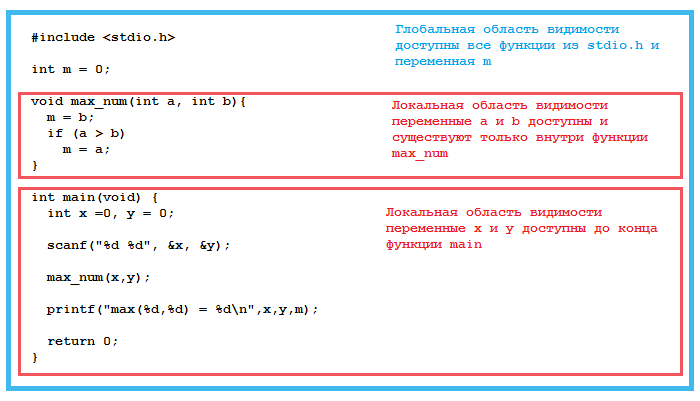 #include <stdio.h>
Глобальная область видимости
доступны все функции из stdio.h и
переменная m
int m = 0;
void max_num(int a, int b){
  m = b;
  if (a > b)
    m = a;
}
Локальная область видимости
переменные a и b доступны и
существуют только внутри функции
max_num
int main(void) {
  int x =0, y = 0;
  scanf("%d %d", &x, &y);
  max_num(x,y);
  printf("max(%d,%d) = %d\n",x,y,m);
  return 0;
}
Локальная область видимости
переменные x и y доступны до конца
функции main